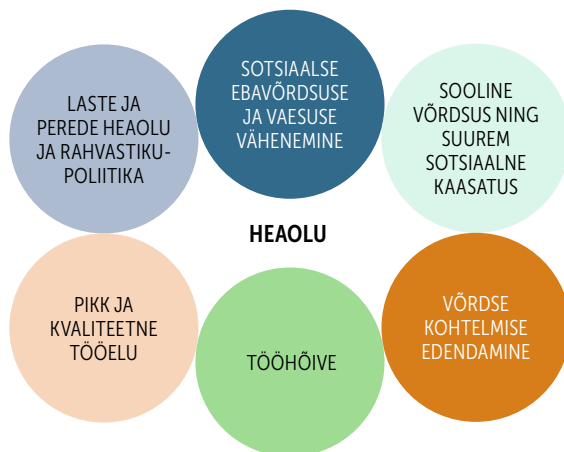 LASTE JA
PEREDE HEAOLU
JA RAHVASTIKU-
POLIITIKA
SOTSIAALSE
EBAVÕRDSUSE
JA VAESUSE
VÄHENEMINE
SOOLINE
VÕRDSUS NING
SUUREM
SOTSIAALNE
KAASATUS
HEAOLU
PIKK JA
KVALITEETNE
TÖÖELU
TÖÖHÕIVE
VÕRDSE
KOHTELMISE
EDENDAMINE